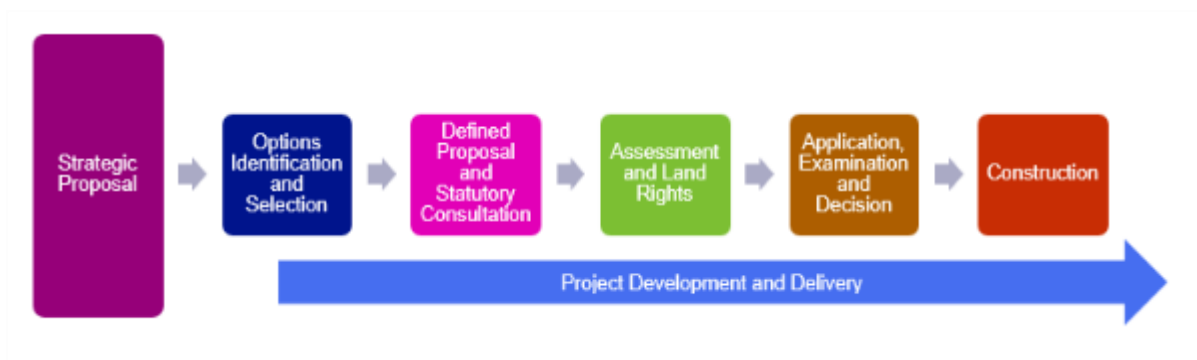 Strategic
Proposal
Options
Identification
and
Selection
Defined
Proposal
and
Statutory
Consultation
Assessment
and Land
Rights
Application,
Examination
and
Decision
Construction
Project Development and Delivery